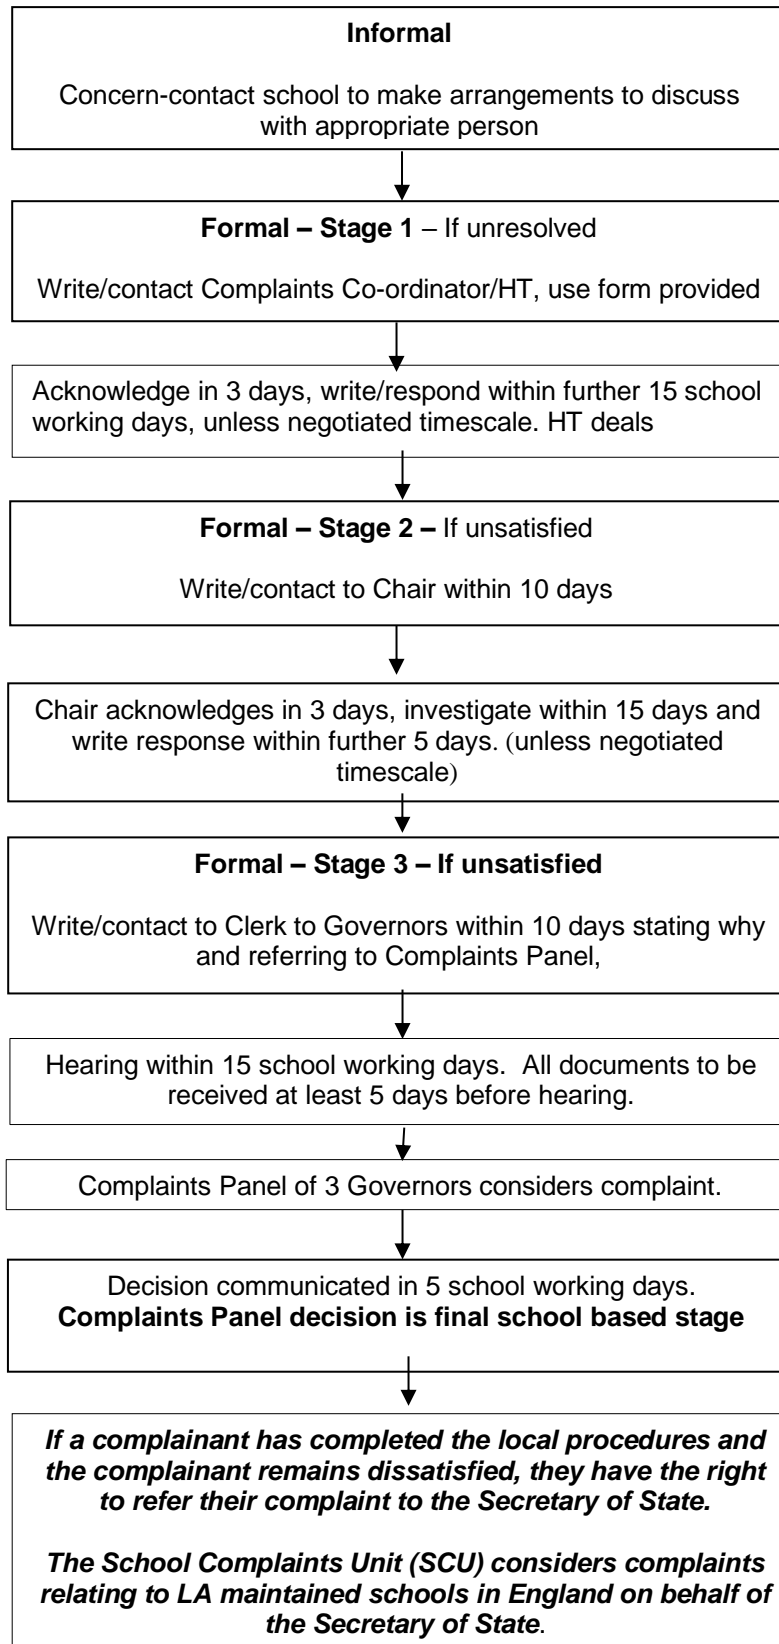 Informal
Concern-contact school to make arrangements to discuss
with appropriate person
Formal – Stage 1 – If unresolved
Write/contact Complaints Co-ordinator/HT, use form provided
Acknowledge in 3 days, write/respond within further 15 school
working days, unless negotiated timescale. HT deals
Formal – Stage 2 – If unsatisfied
Write/contact to Chair within 10 days
Chair acknowledges in 3 days, investigate within 15 days and
write response within further 5 days. (unless negotiated
timescale)
Formal – Stage 3 – If unsatisfied
Write/contact to Clerk to Governors within 10 days stating why
and referring to Complaints Panel,
Hearing within 15 school working days.  All documents to be
received at least 5 days before hearing.
Complaints Panel of 3 Governors considers complaint.
Decision communicated in 5 school working days.
Complaints Panel decision is final school based stage
If a complainant has completed the local procedures and
the complainant remains dissatisfied, they have the right
to refer their complaint to the Secretary of State.
The School Complaints Unit (SCU) considers complaints
relating to LA maintained schools in England on behalf of
the Secretary of State.